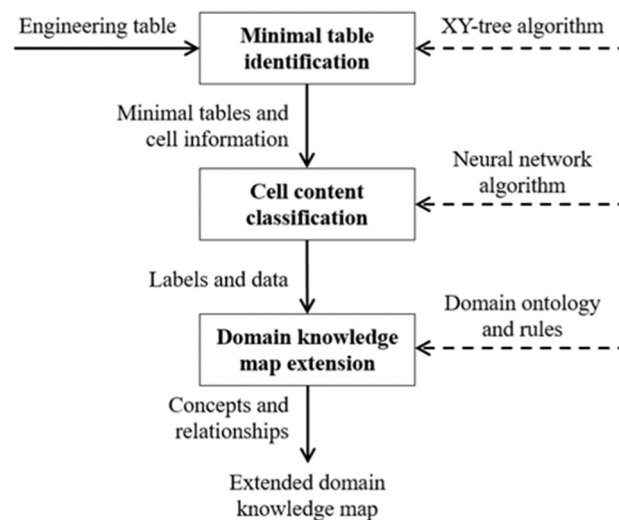 Engineering table
Minimal table
identification
XY-tree algorithm
Minimal tables and
cell information
Neural network
algorithm
Cell content
classification
Labels and data
Domain ontology
and rules
Domain knowledge
map extension
Concepts and
relationships
Extended domain
knowledge map